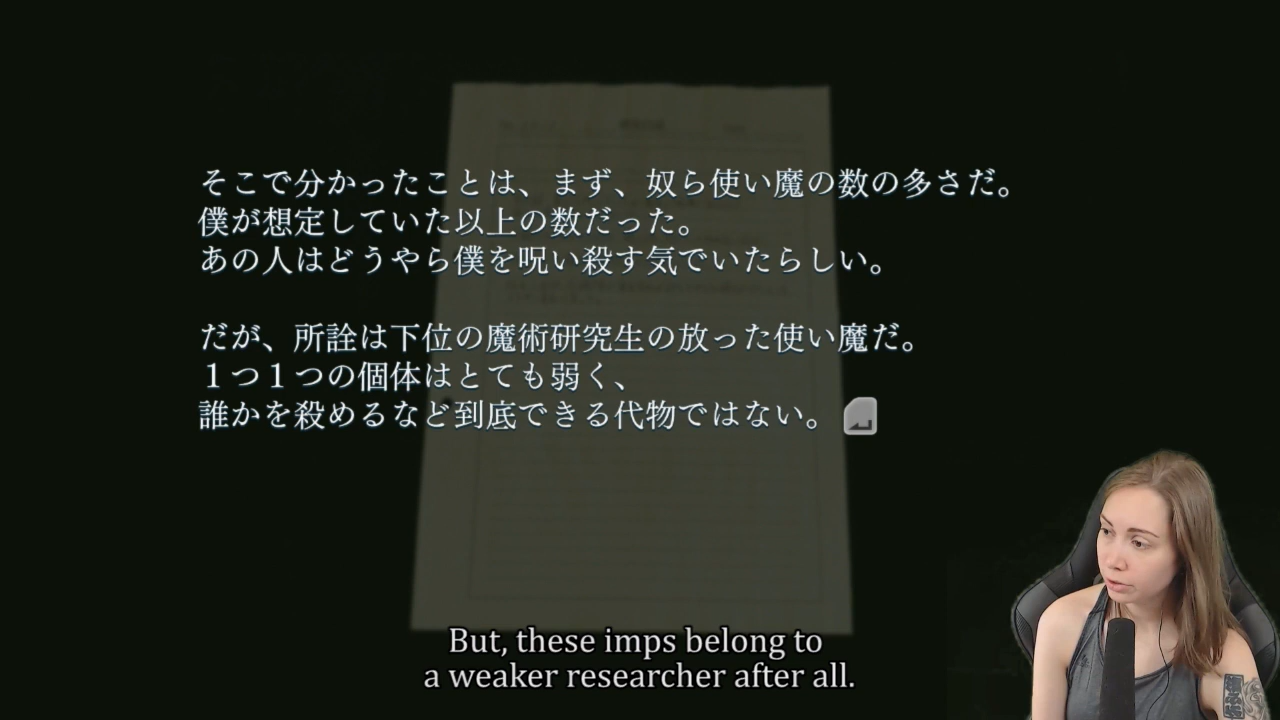 そこで分かったことは、まず、奴ら使い魔の数の多さだ。
僕が想定していた以上の数だった。
あの人はどうやら僕を呪い殺す気でいたらしい。
だが、所詮は下位の魔術研究生の放った使い魔だ。
１つ１つの個体はとても弱く、
誰かを殺めるなど到底できる代物ではない。
But, these imps belong to
a weaker researcher after all.